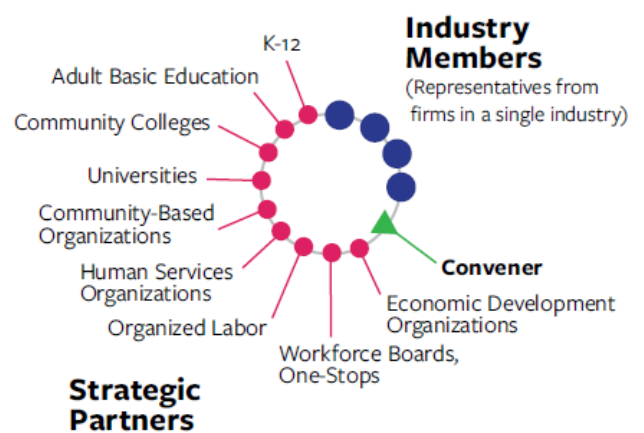 Industry
Members
(Representatives from
firms in a single industry)
K-12
Adult Basic Education
Community Colleges
Universities
Community-Based
Organizations
Human Services
Organizations
Organized Labor
Workforce Boards,
One-Stops
Economic Development
Organizations
Convener
Strategic
Partners